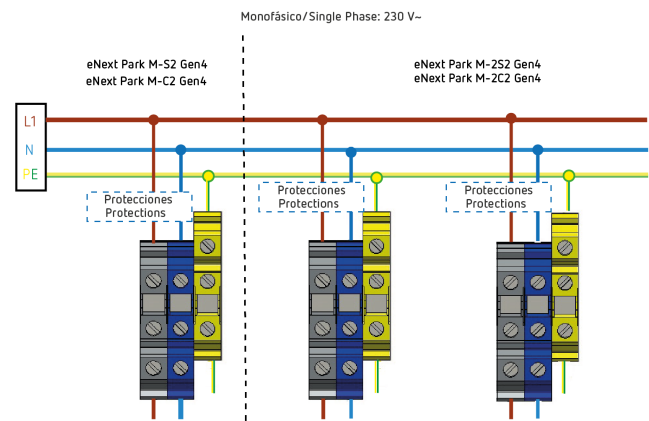 Monofásico/Single Phase: 230 V~
eNext Park M-S2 Gen4
eNext Park M-C2 Gen4
eNext Park M-2S2 Gen4
eNext Park M-2C2 Gen4
L1
N
PE
Protecciones
Protections
Protecciones
Protections
Protecciones
Protections